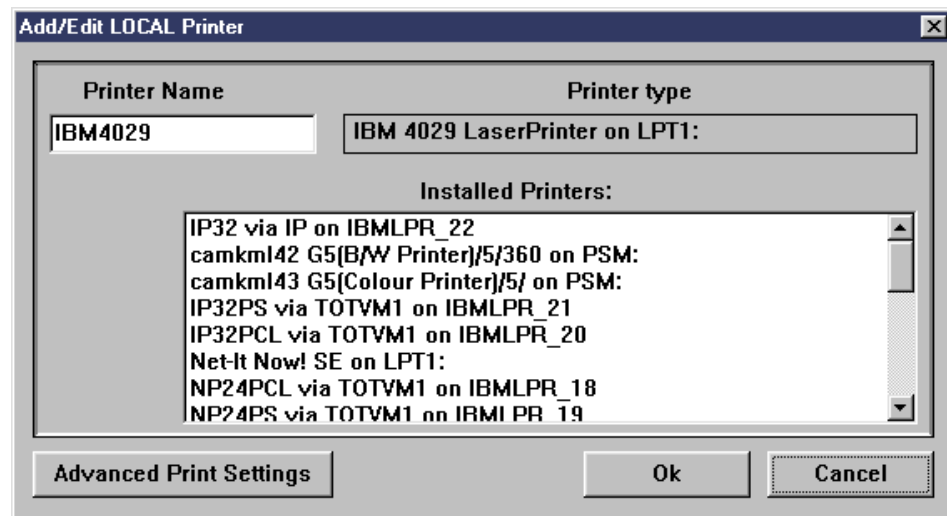 Add/Edit LOCAL Printer
Printer Name
Printer type
IBM4029
IBM 4029 LaserPrinter on LPT1:
Installed Printers:
IP32 via IP on IBMLPR_22
camkml42 G5(B/W Printer)/5/360 on PSM:
camkml43 G5(Colour Printer)/5/ on PSM:
IP32PS via TOTVM1 on IBMLPR_21
IP32PCL via TOTVM1 on IBMLPR_20
Net-It Now! SE on LPT1:
NP24PCL via TOTVM1 on IBMLPR_18
NP24PS via TOTVM1 on IBMLPR_19
Advanced Print Settings
Ok
Cancel